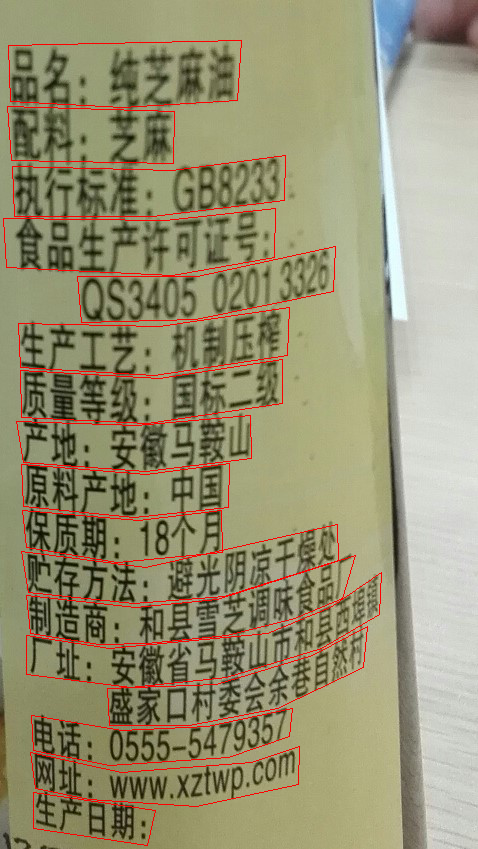 品名：纯芝麻油
配料：芝麻
执行标准：GB8233
食品生产许可证号：
QS3405 0201 3326
生产工艺：机制压榨
质量等级：国标二级
产地：安徽马鞍山
原料产地：中国
保质期：18个月
贮存方法：避光阴凉干燥处
制造商：和县雪芝调味食品厂
厂址：安徽省马鞍山市和县西埠镇
盛家口村委会余巷自然村
电话：0555-5479357
网址：www.xztwp.com
生产日期：